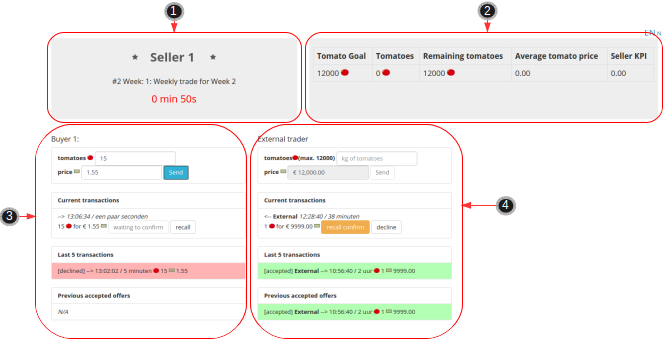 1
2
EN N
★ Seller 1 ★
#2 Week: 1: Weekly trade for Week 2
0 min 50s
Tomato Goal Tomatoes Remaining tomatoes Average tomato price Seller KPI
12000 0 12000 0.00 0.00
Buyer 1:
tomatoes 15
price 1.55 Send
Current transactions
--> 13:06:34 / een paar seconden
15 for € 1.55 waiting to confirm recall
Last 5 transactions
[declined] --> 13:02:02 / 5 minuten 15 1.55
Previous accepted offers
N/A
3
External trader
tomatoes (max. 12000) kg of tomatoes
price € 12,000.00 Send
Current transactions
<-- External 12:28:40 / 38 minuten
1 for € 9999.00 recall confirm decline
Last 5 transactions
[accepted] External --> 10:56:40 / 2 uur 1 9999.00
Previous accepted offers
[accepted] External --> 10:56:40 / 2 uur 1 9999.00
4